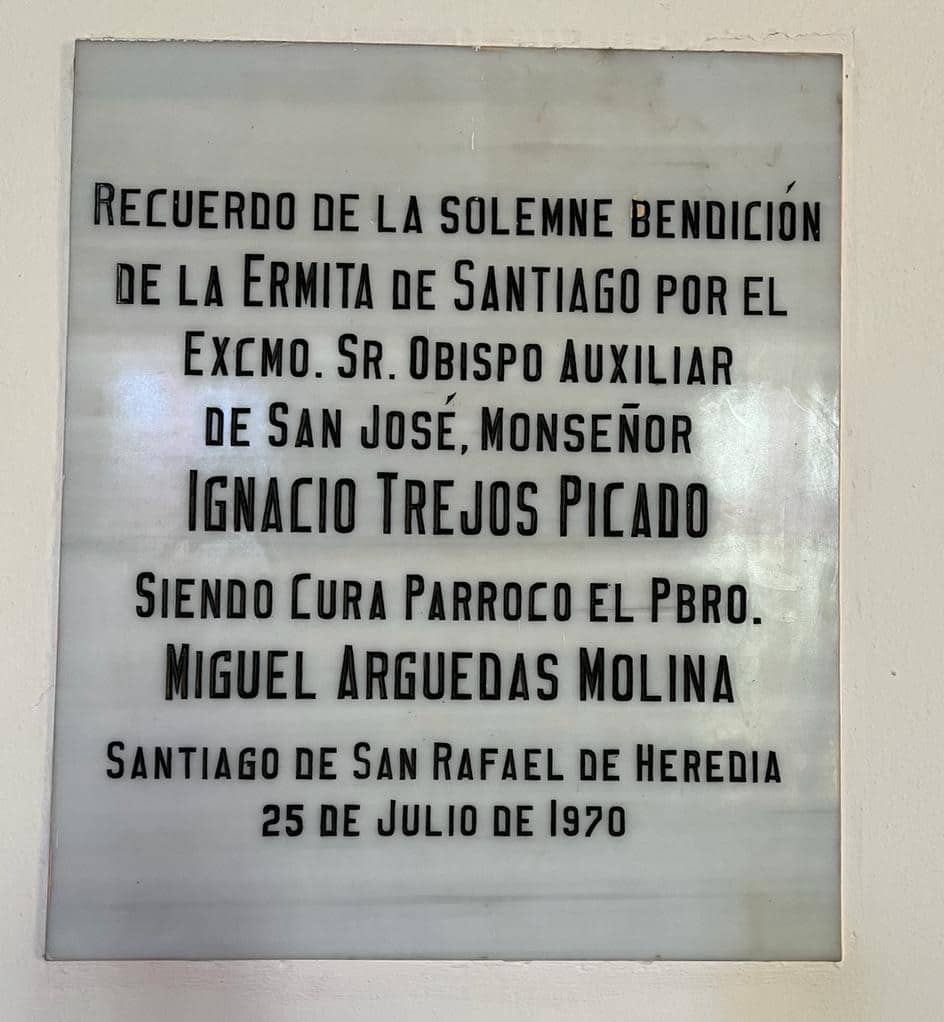 RECUERDO DE LA SOLEMNE BENDICIÓN
DE LA ERMITA DE SANTIAGO POR EL
EXCMO. SR. OBISPO AUXILIAR
DE SAN JOSÉ, MONSEÑOR
IGNACIO TREJOS PICADO
SIENDO CURA PARROCO EL PBRO.
MIGUEL ARGUEDAS MOLINA
SANTIAGO DE SAN RAFAEL DE HEREDIA
25 DE JULIO DE 1970